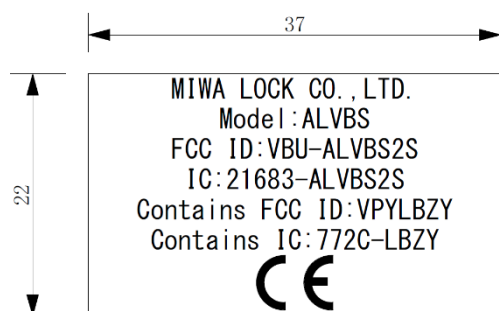 37
22
MIWA LOCK CO.,LTD.
Model:ALVBS
FCC ID:VBU-ALVBS2S
IC:21683-ALVBS2S
Contains FCC ID:VPYLBZY
Contains IC:772C-LBZY
CE